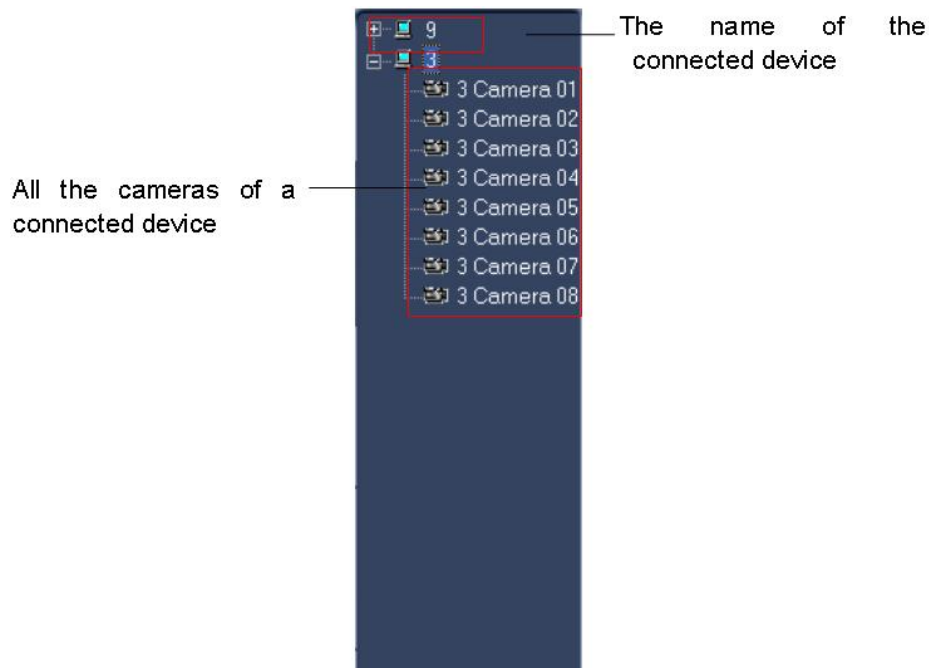 9
The name of the
connected device
3
3 Camera 01
3 Camera 02
3 Camera 03
3 Camera 04
3 Camera 05
3 Camera 06
3 Camera 07
3 Camera 08
All the cameras of a
connected device